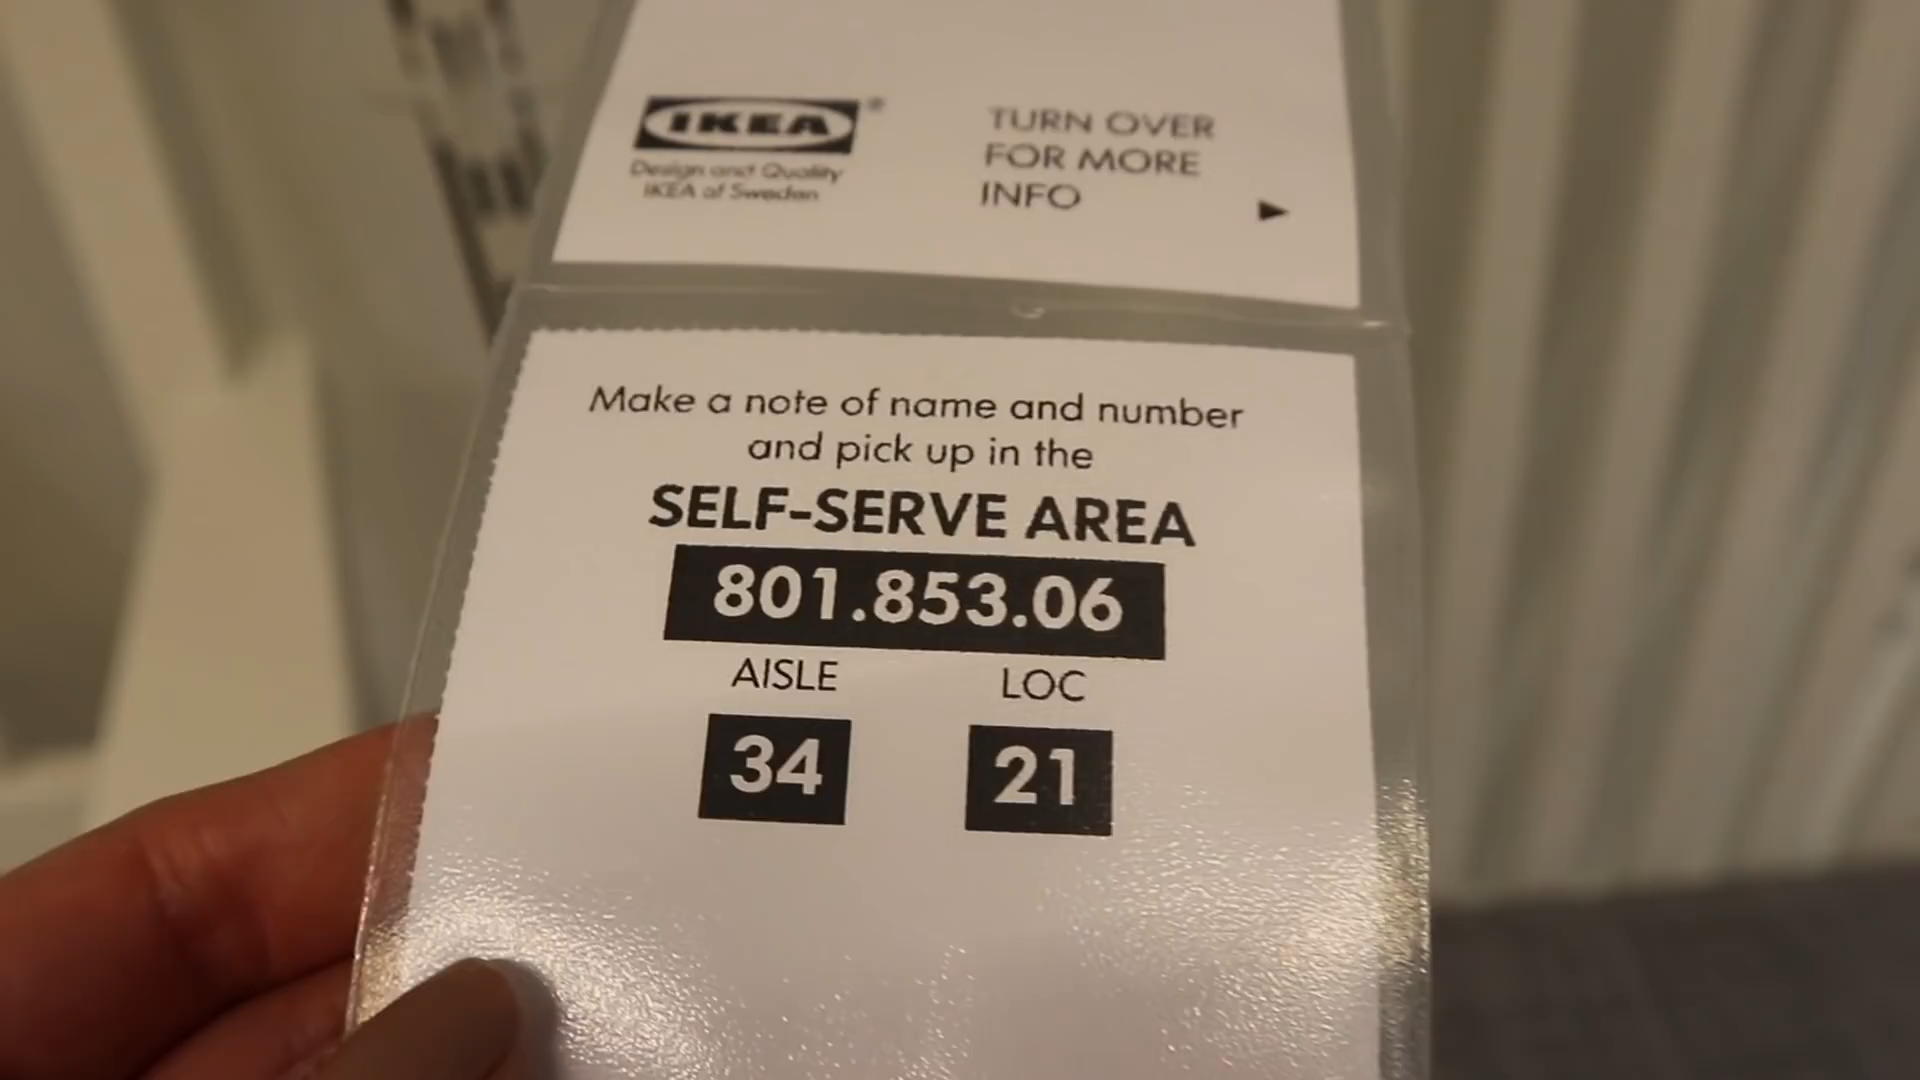 IKEA®
Design and Quality
IKEA of Sweden
TURN OVER
FOR MORE
INFO
Make a note of name and number
and pick up in the
SELF-SERVE AREA
801.853.06
AISLE LOC
34 21